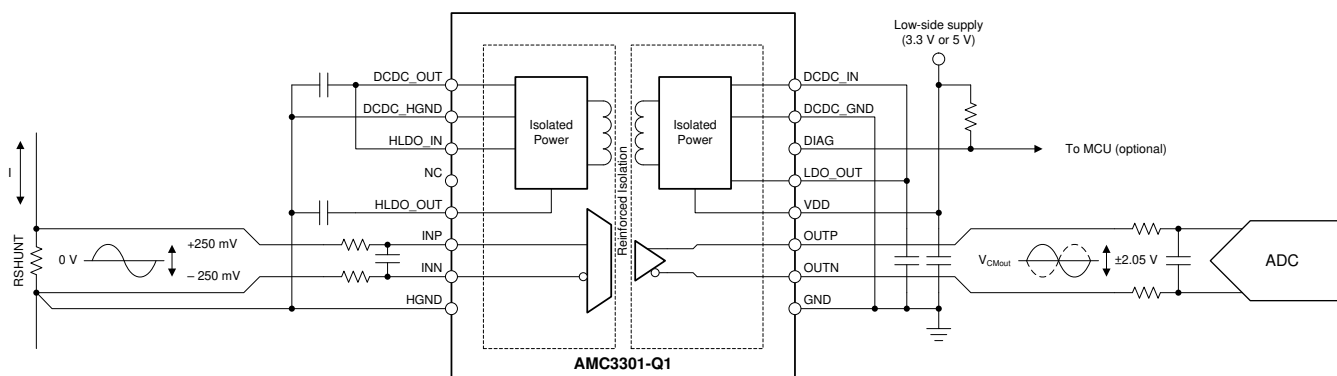 Low-side supply
(3.3 V or 5 V)
DCDC_OUT
DCDC_HGND
HLDO_IN
NC
HLDO_OUT
INP
INN
HGND
Isolated
Power
Reinforced Isolation
Isolated
Power
DCDC_IN
DCDC_GND
DIAG
LDO_OUT
VDD
OUTP
OUTN
GND
To MCU (optional)
I
RSHUNT
0 V
+250 mV
– 250 mV
VCMout
±2.05 V
ADC
AMC3301-Q1